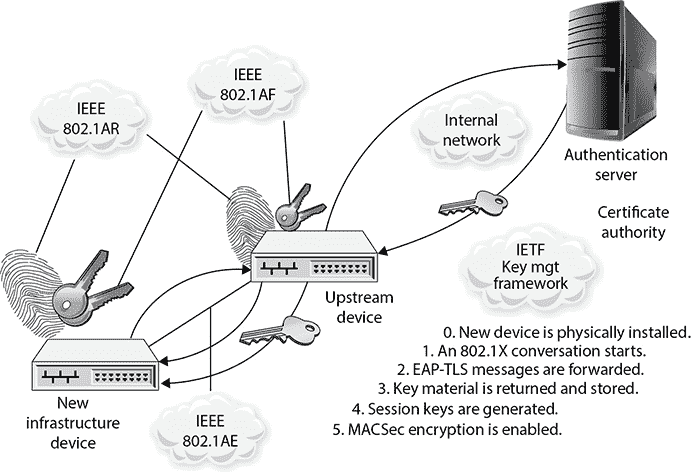 IEEE
802.1AR
IEEE
802.1AF
Internal
network
Authentication
server
Certificate
authority
IETF
Key mgt
framework
Upstream
device
New
infrastructure
device
IEEE
802.1AE
0. New device is physically installed.
1. An 802.1X conversation starts.
2. EAP-TLS messages are forwarded.
3. Key material is returned and stored.
4. Session keys are generated.
5. MACSec encryption is enabled.